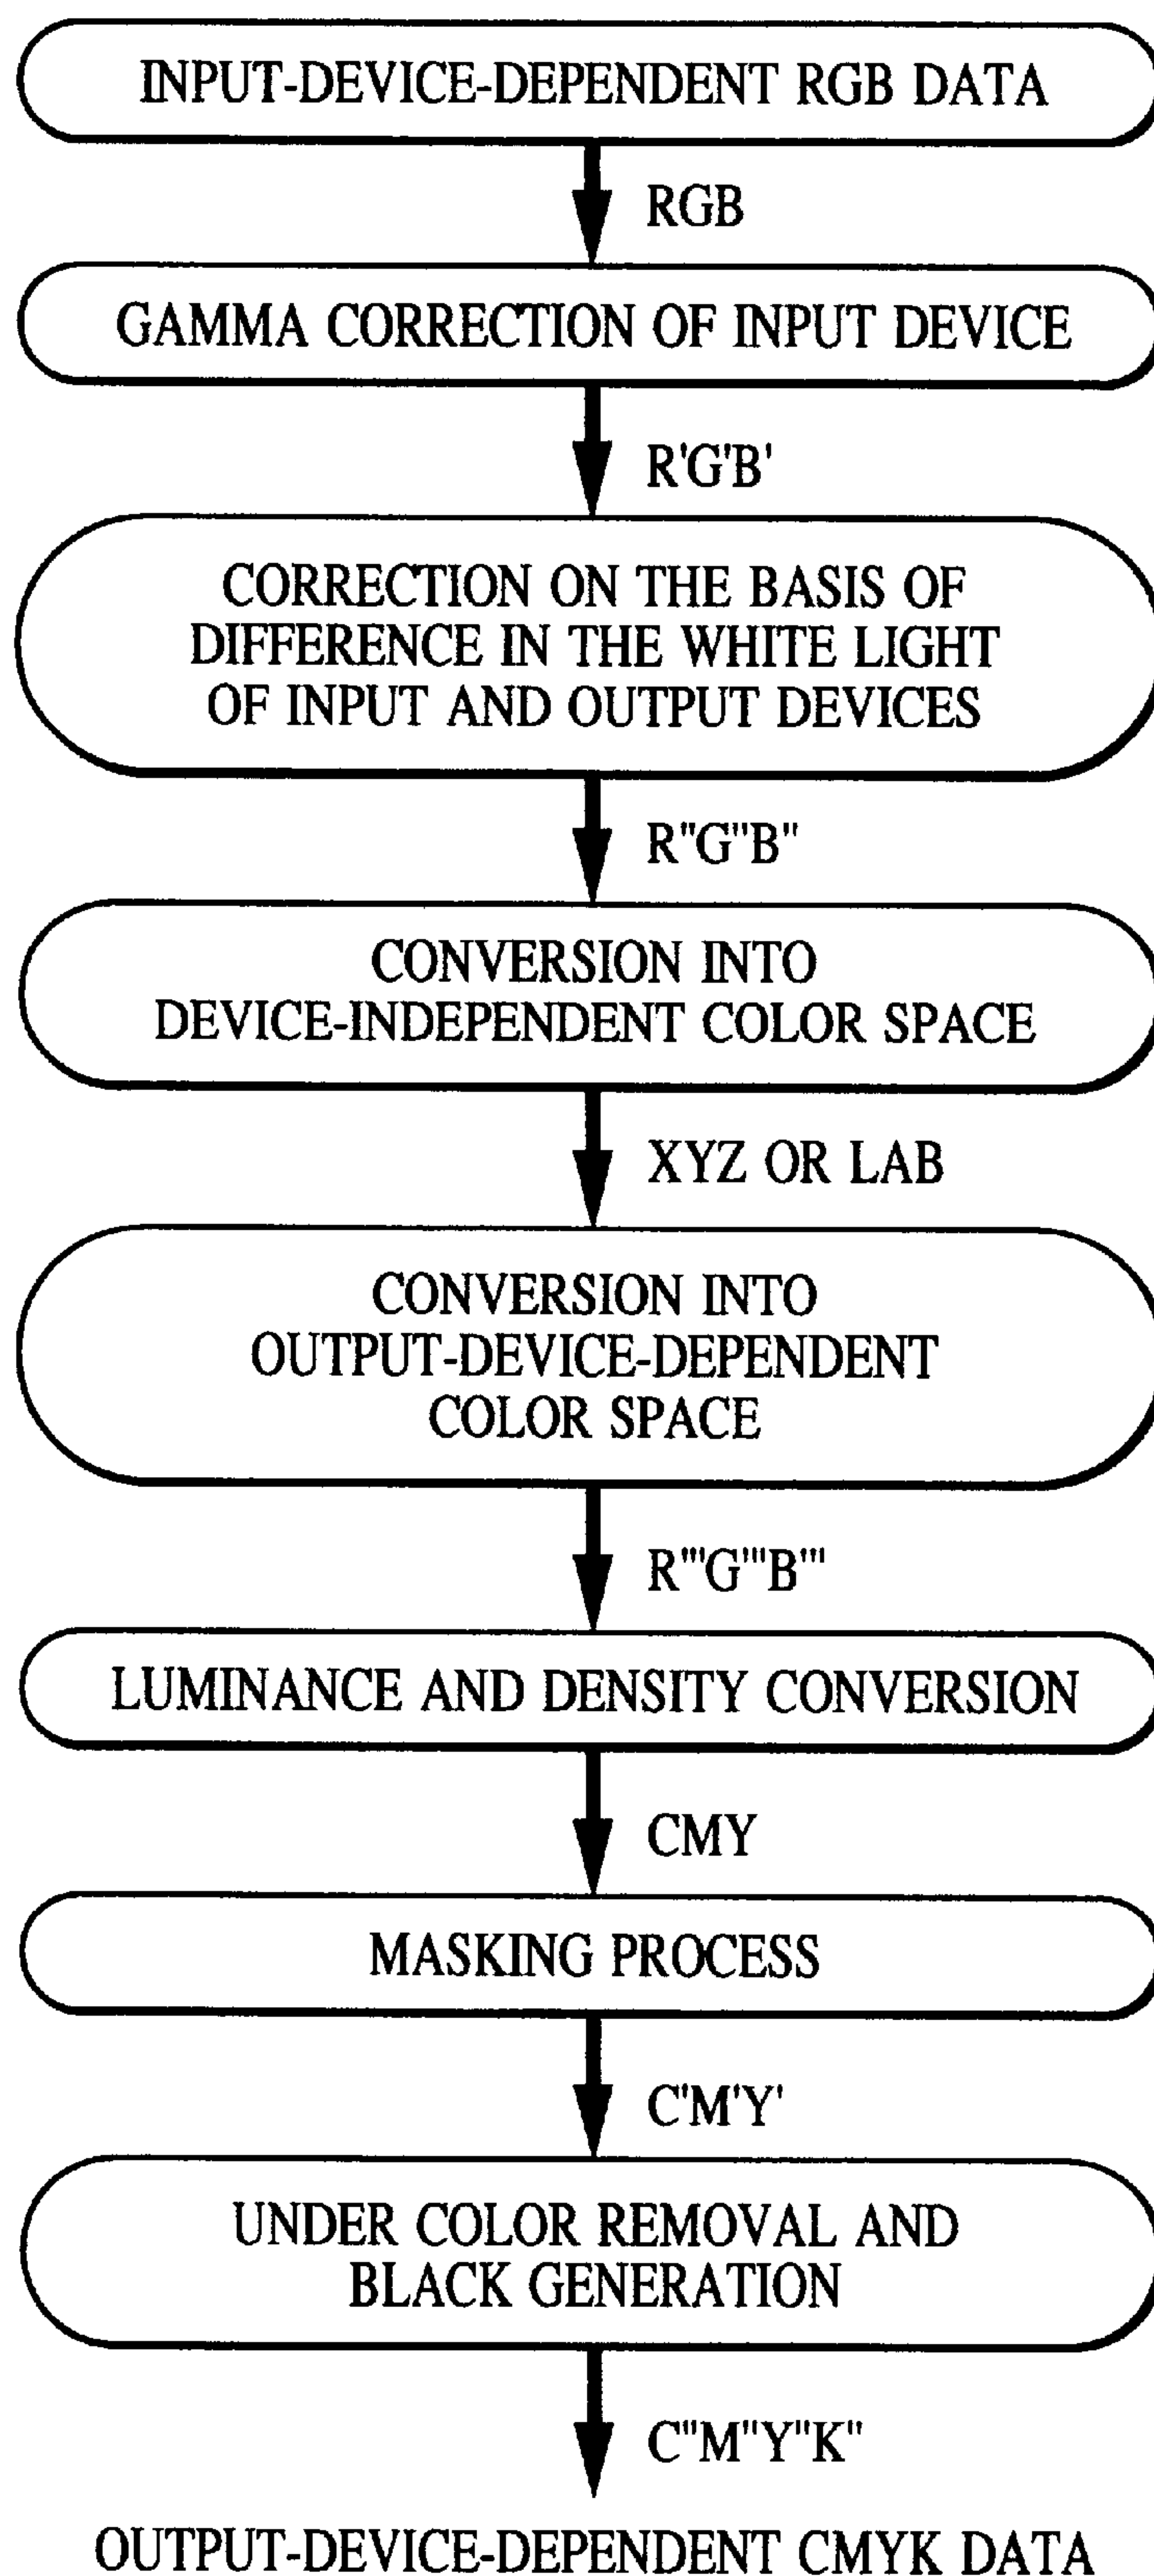 INPUT-DEVICE-DEPENDENT RGB DATA
RGB
GAMMA CORRECTION OF INPUT DEVICE
R'G'B'
CORRECTION ON THE BASIS OF
DIFFERENCE IN THE WHITE LIGHT
OF INPUT AND OUTPUT DEVICES
R"G"B"
CONVERSION INTO
DEVICE-INDEPENDENT COLOR SPACE
XYZ OR LAB
CONVERSION INTO
OUTPUT-DEVICE-DEPENDENT
COLOR SPACE
R'''G'''B'''
LUMINANCE AND DENSITY CONVERSION
CMY
MASKING PROCESS
C'M'Y'
UNDER COLOR REMOVAL AND
BLACK GENERATION
C"M"Y"K"
OUTPUT-DEVICE-DEPENDENT CMYK DATA